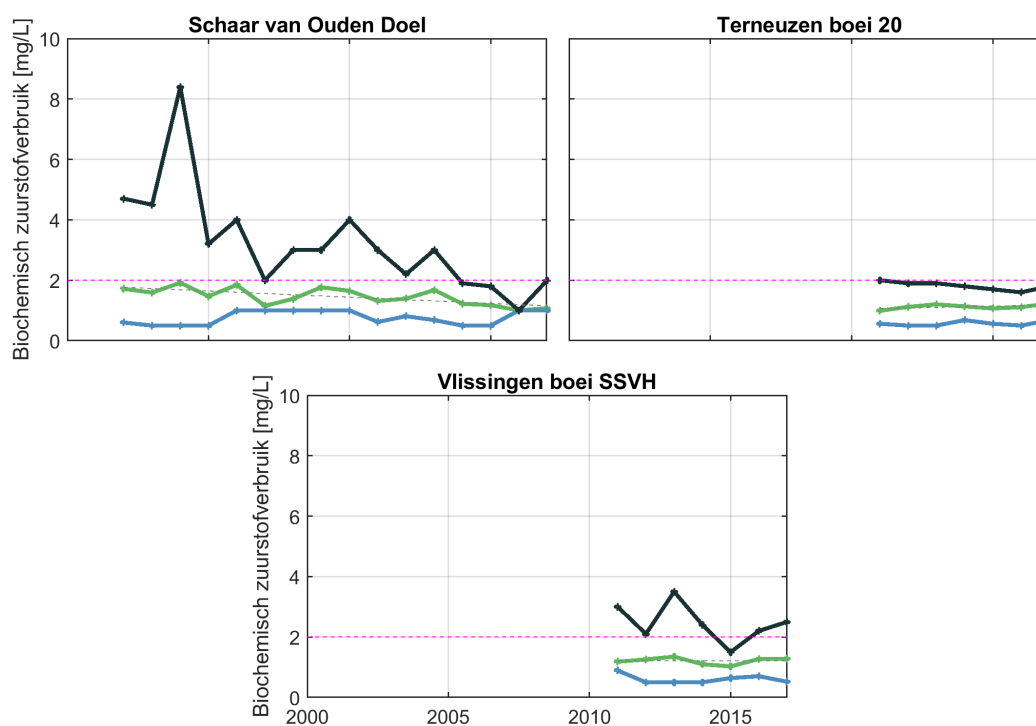 Schaar van Ouden Doel
Terneuzen boei 20
Biochemisch zuurstofverbruik [mg/L]
10
8
6
4
2
0
Vlissingen boei SSVH
Biochemisch zuurstofverbruik [mg/L]
10
8
6
4
2
0
2000 2005 2010 2015